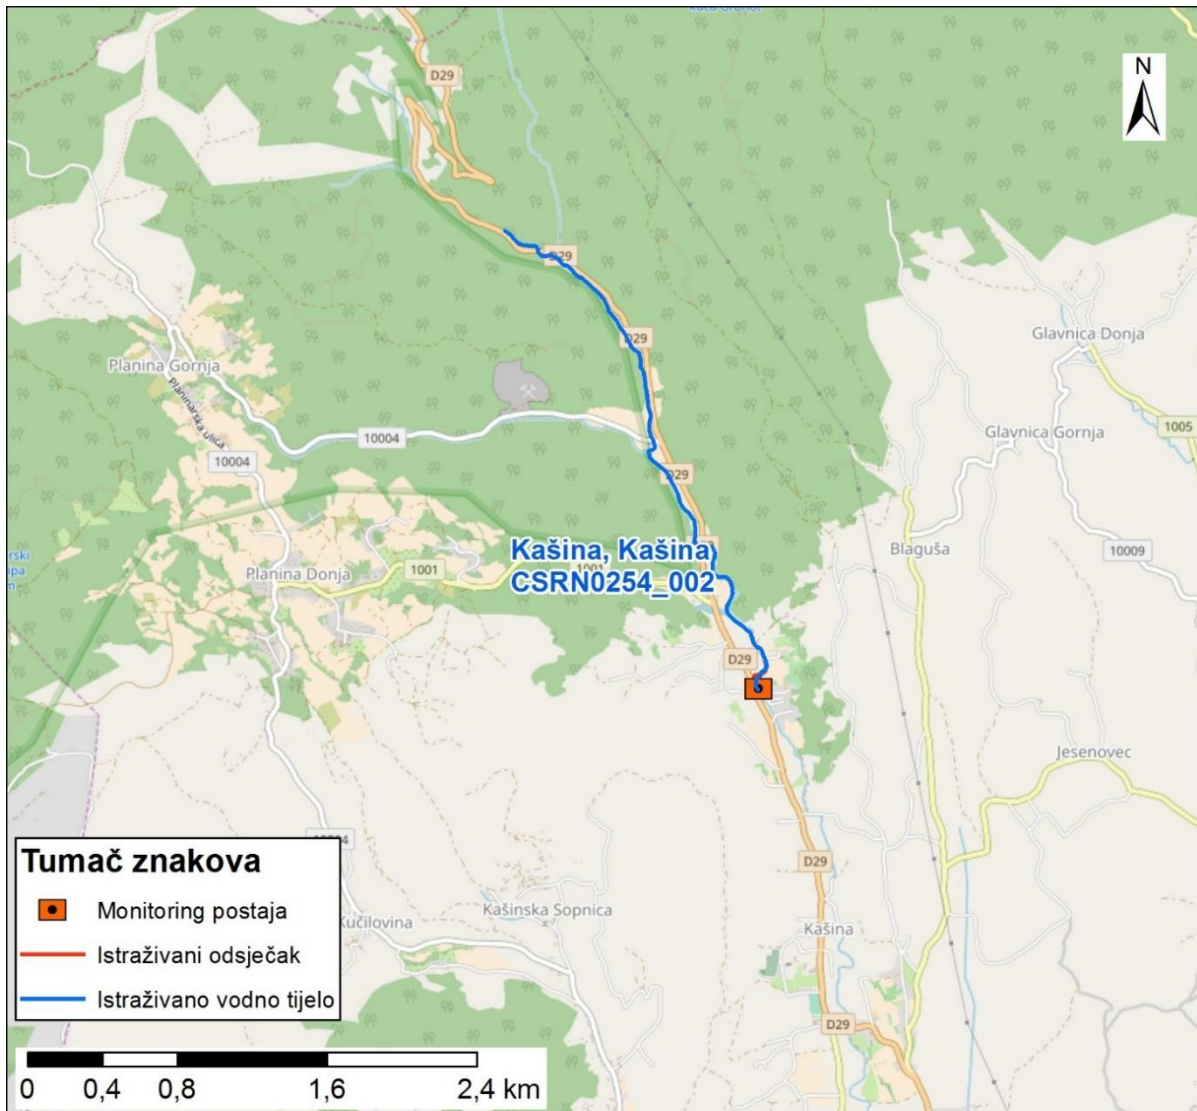 N
D29
D29
D29
Glavnica Donja
Planina Gornja
Planinarska ulica
1005
Glavnica Gornja
10004
10004
D29
Blaguša
10009
Kašina, Kašina
CSRN0254_002
1001
1001
Planina Donja
D29
Jesenovec
D29
Kašinska Sopnica
Kašina
Kučilovina
D29
Tumač znakova
Monitoring postaja
Istraživani odsječak
Istraživano vodno tijelo
0 0,4 0,8 1,6 2,4 km